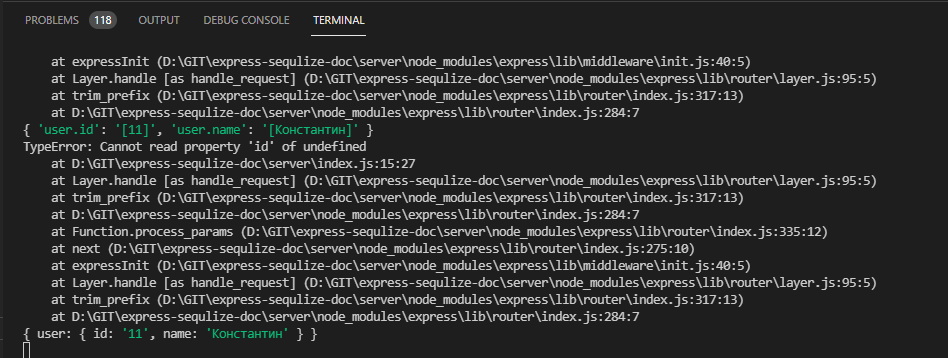 PROBLEMS 118 OUTPUT DEBUG CONSOLE TERMINAL
at expressInit (D:\GIT\express-sequlize-doc\server\node_modules\express\lib\middleware\init.js:40:5)
at Layer.handle [as handle_request] (D:\GIT\express-sequlize-doc\server\node_modules\express\lib\router\layer.js:95:5)
at trim_prefix (D:\GIT\express-sequlize-doc\server\node_modules\express\lib\router\index.js:317:13)
at D:\GIT\express-sequlize-doc\server\node_modules\express\lib\router\index.js:284:7
{ 'user.id': '[11]', 'user.name': '[Константин]' }
TypeError: Cannot read property 'id' of undefined
at D:\GIT\express-sequlize-doc\server\index.js:15:27
at Layer.handle [as handle_request] (D:\GIT\express-sequlize-doc\server\node_modules\express\lib\router\layer.js:95:5)
at trim_prefix (D:\GIT\express-sequlize-doc\server\node_modules\express\lib\router\index.js:317:13)
at D:\GIT\express-sequlize-doc\server\node_modules\express\lib\router\index.js:284:7
at Function.process_params (D:\GIT\express-sequlize-doc\server\node_modules\express\lib\router\index.js:335:12)
at next (D:\GIT\express-sequlize-doc\server\node_modules\express\lib\router\index.js:275:10)
at expressInit (D:\GIT\express-sequlize-doc\server\node_modules\express\lib\middleware\init.js:40:5)
at Layer.handle [as handle_request] (D:\GIT\express-sequlize-doc\server\node_modules\express\lib\router\layer.js:95:5)
at trim_prefix (D:\GIT\express-sequlize-doc\server\node_modules\express\lib\router\index.js:317:13)
at D:\GIT\express-sequlize-doc\server\node_modules\express\lib\router\index.js:284:7
{ user: { id: '11', name: 'Константин' } }